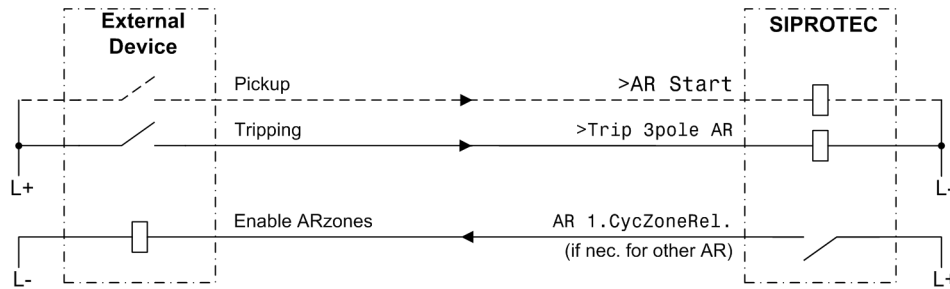 External
Device
SIPROTEC
Pickup
>AR Start
Tripping
>Trip 3pole AR
L+
L-
Enable ARzones
AR 1.CycZoneRel.
(if nec. for other AR)
L-
L+